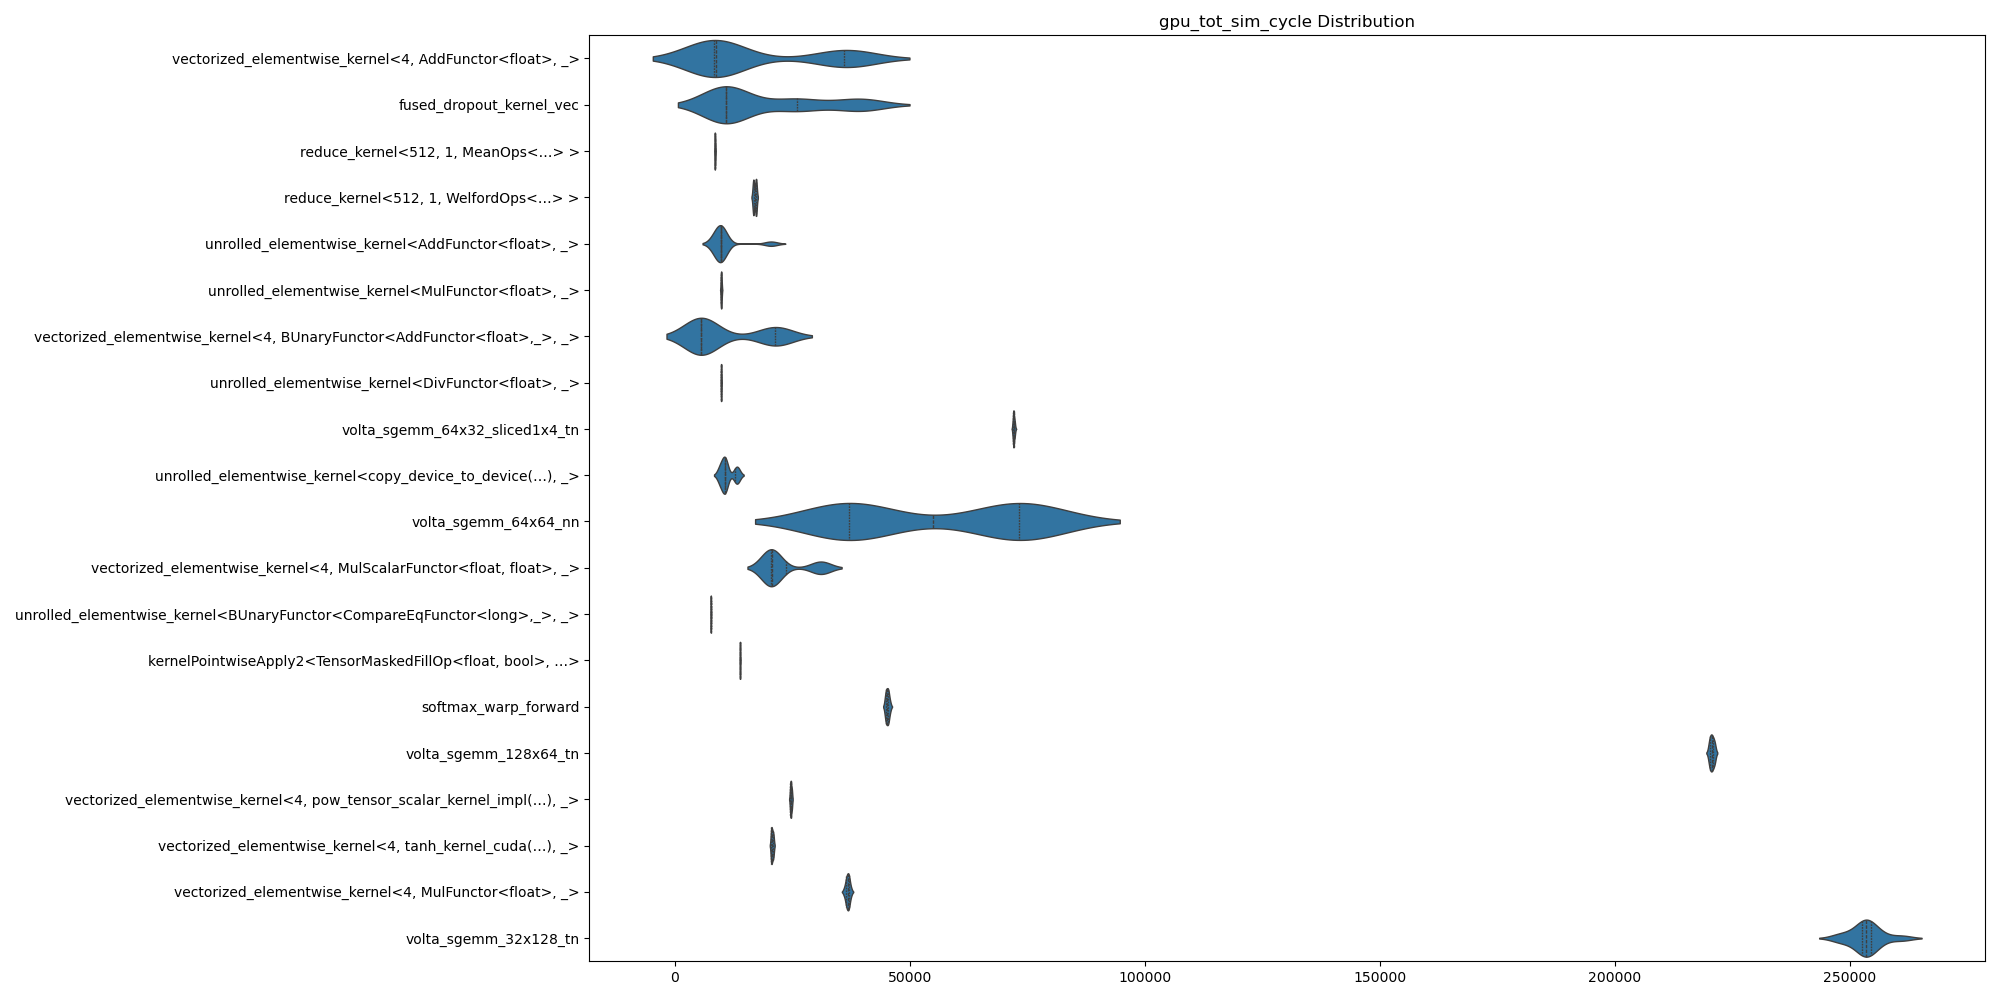 gpu_tot_sim_cycle Distribution
vectorized_elementwise_kernel<4, AddFunctor<float>, _>
fused_dropout_kernel_vec
reduce_kernel<512, 1, MeanOps<...> >
reduce_kernel<512, 1, WelfordOps<...> >
unrolled_elementwise_kernel<AddFunctor<float>, _>
unrolled_elementwise_kernel<MulFunctor<float>, _>
vectorized_elementwise_kernel<4, BUnaryFunctor<AddFunctor<float>,_>, _>
unrolled_elementwise_kernel<DivFunctor<float>, _>
volta_sgemm_64x32_sliced1x4_tn
unrolled_elementwise_kernel<copy_device_to_device(...), _>
volta_sgemm_64x64_nn
vectorized_elementwise_kernel<4, MulScalarFunctor<float, float>, _>
unrolled_elementwise_kernel<BUnaryFunctor<CompareEqFunctor<long>,_>, _>
kernelPointwiseApply2<TensorMaskedFillOp<float, bool>, ...>
softmax_warp_forward
volta_sgemm_128x64_tn
vectorized_elementwise_kernel<4, pow_tensor_scalar_kernel_impl(...), _>
vectorized_elementwise_kernel<4, tanh_kernel_cuda(...), _>
vectorized_elementwise_kernel<4, MulFunctor<float>, _>
volta_sgemm_32x128_tn
0 50000 100000 150000 200000 250000